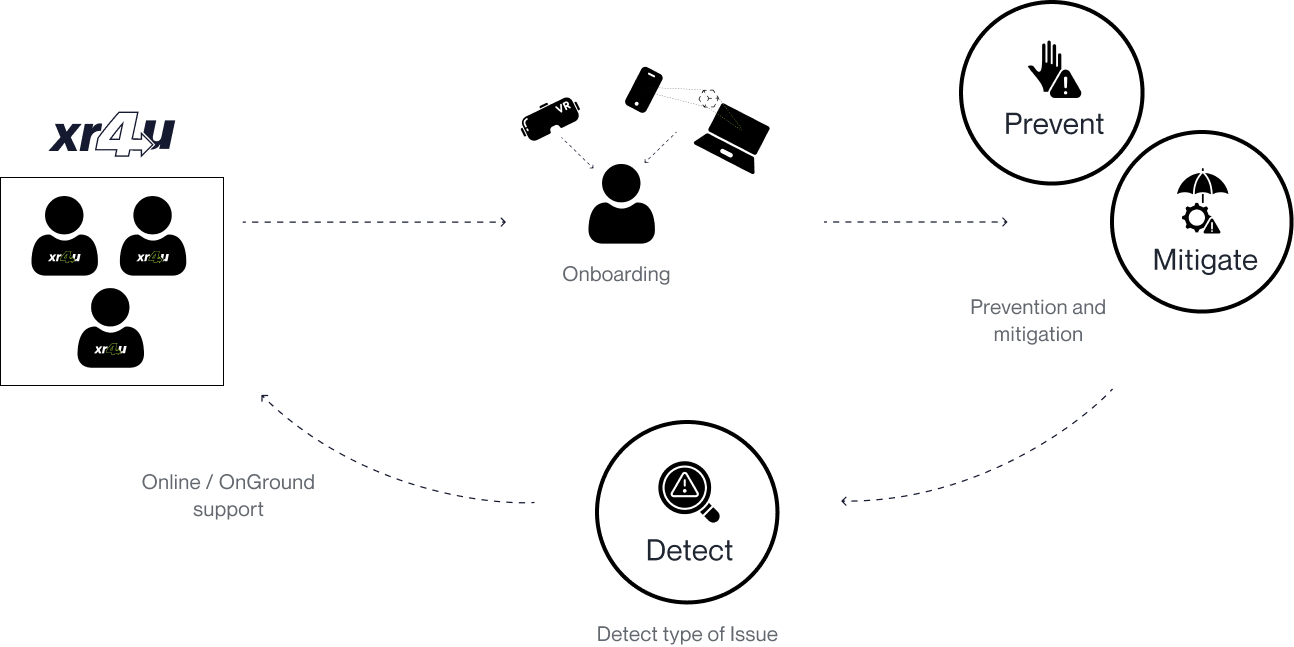 xr4u
xr4u
xr4u
xr4u
VR
Onboarding
Prevent
Mitigate
Prevention and
mitigation
Detect
Detect type of Issue
Online / OnGround
support